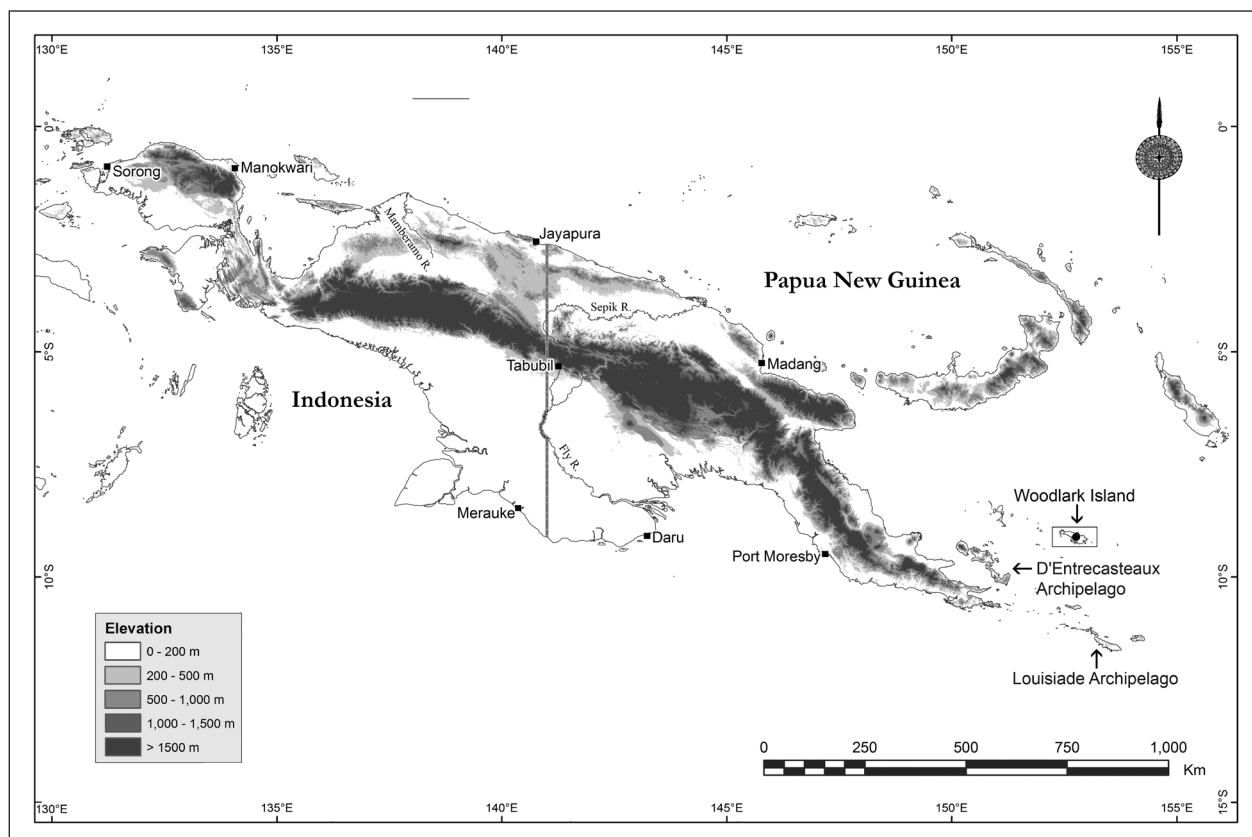 130°E 135°E 140°E 145°E 150°E 155°E
0° 0°
Sorong
Manokwari
Mamberamo R.
Jayapura
Papua New Guinea
Sepik R.
5°S 5°S
Tabubil
Madang
Indonesia
Fly R.
Merauke
Daru
Port Moresby
Woodlark Island
D'Entrecasteaux
Archipelago
10°S 10°S
Louisiade Archipelago
Elevation
0 - 200 m
200 - 500 m
500 - 1,000 m
1,000 - 1,500 m
> 1500 m
0 250 500 750 1,000
Km
15°S 15°S
130°E 135°E 140°E 145°E 150°E 155°E